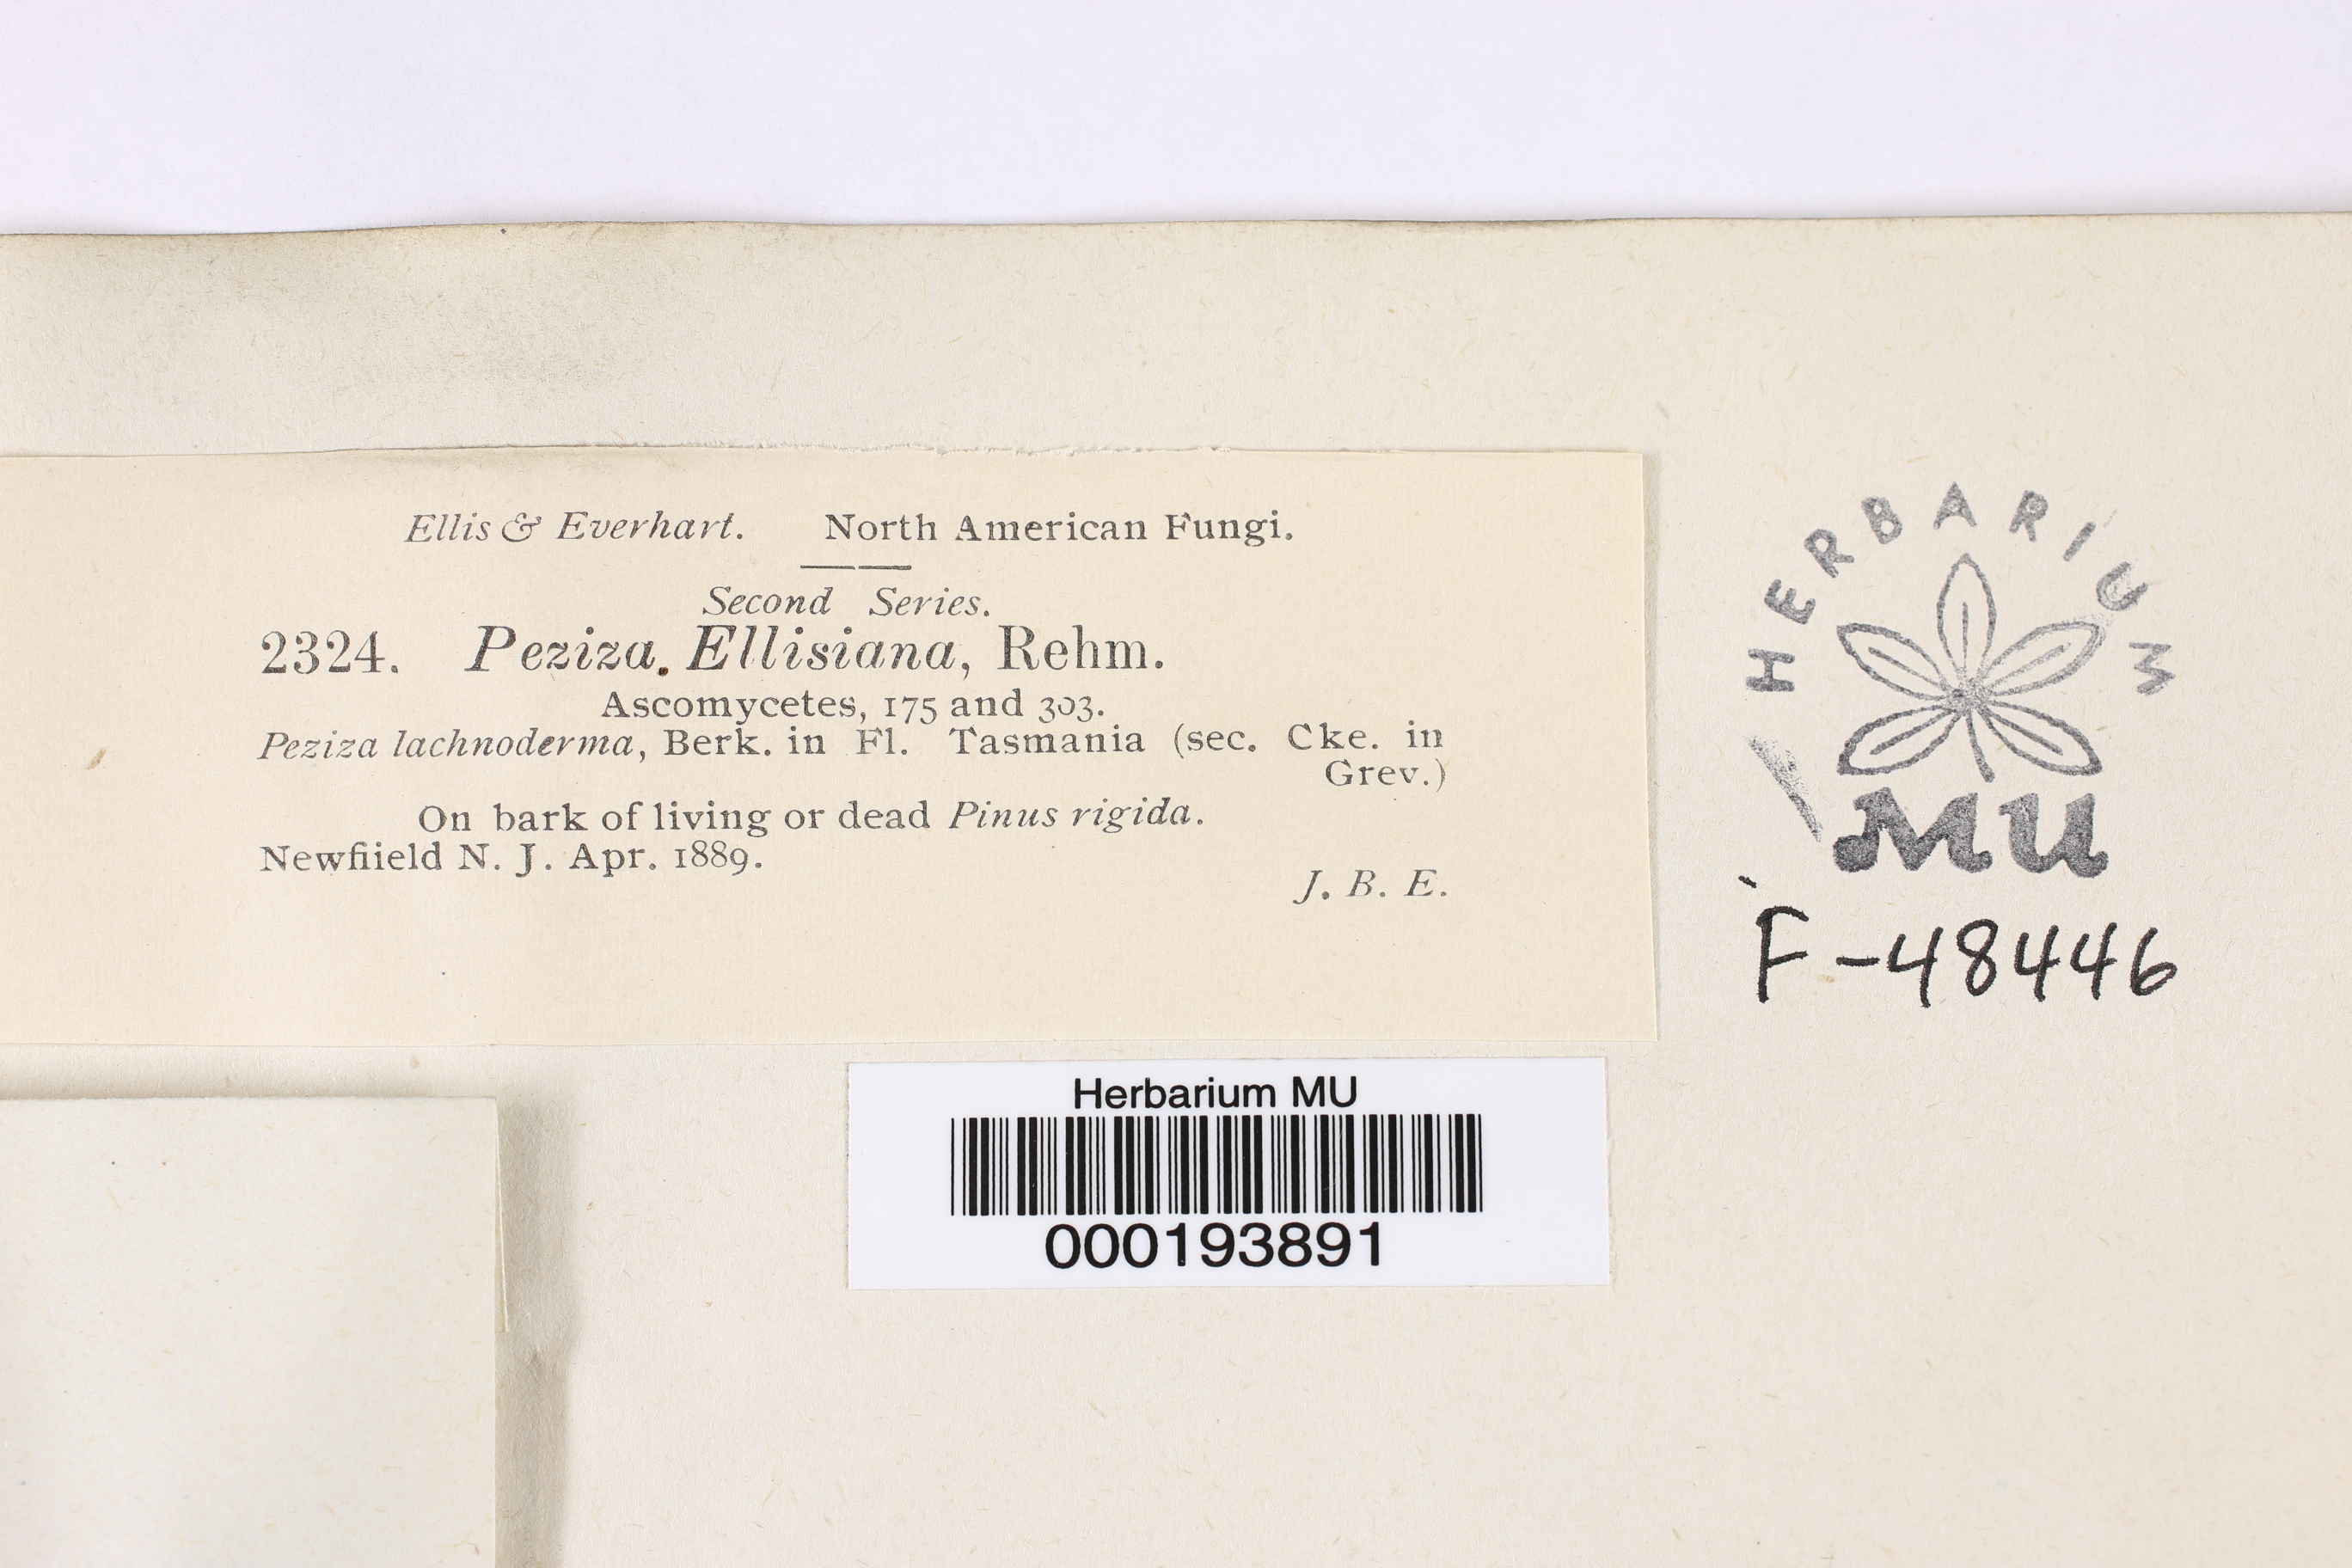 Ellis & Everhart. North American Fungi.
Second Series.
2324. Peziza. Ellisiana, Rehm.
Ascomycetes, 175 and 303.
Peziza lachnoderma, Berk. in Fl. Tasmania (sec. Cke. in
Grev.)
On bark of living or dead Pinus rigida.
Newfiield N. J. Apr. 1889.
J. B. E.
HERBARIUM
MU
F-48446
Herbarium MU
000193891